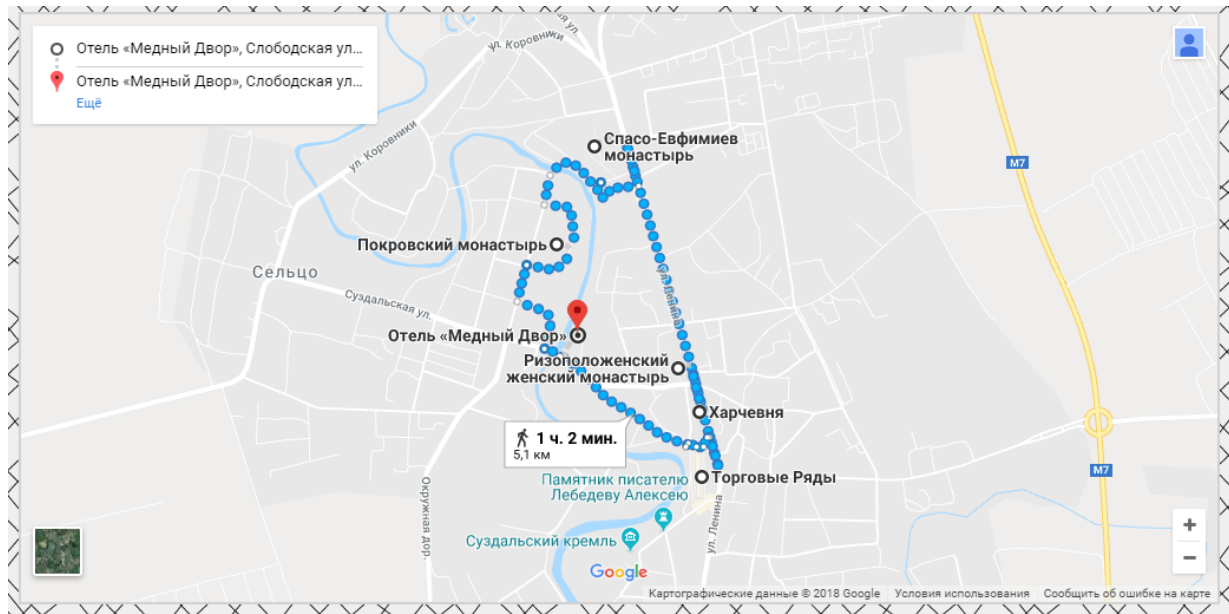 Отель «Медный Двор», Слободская ул...
Отель «Медный Двор», Слободская ул...
Ещё
ул. Коровники
ул.
ул. Коровники
M7
Спасо-Евфимиев
монастырь
Покровский монастырь
Сельцо
Суздальская ул.
ул. Ленина
Отель «Медный Двор»
Ризоположенский
женский монастырь
Харчевня
1 ч. 2 мин.
5,1 км
Торговые Ряды
M7
Памятник писателю
Лебедеву Алексею
Окружная дор.
ул. Ленина
Суздальский кремль
Google
Картографические данные © 2018 Google Условия использования Сообщить об ошибке на карте